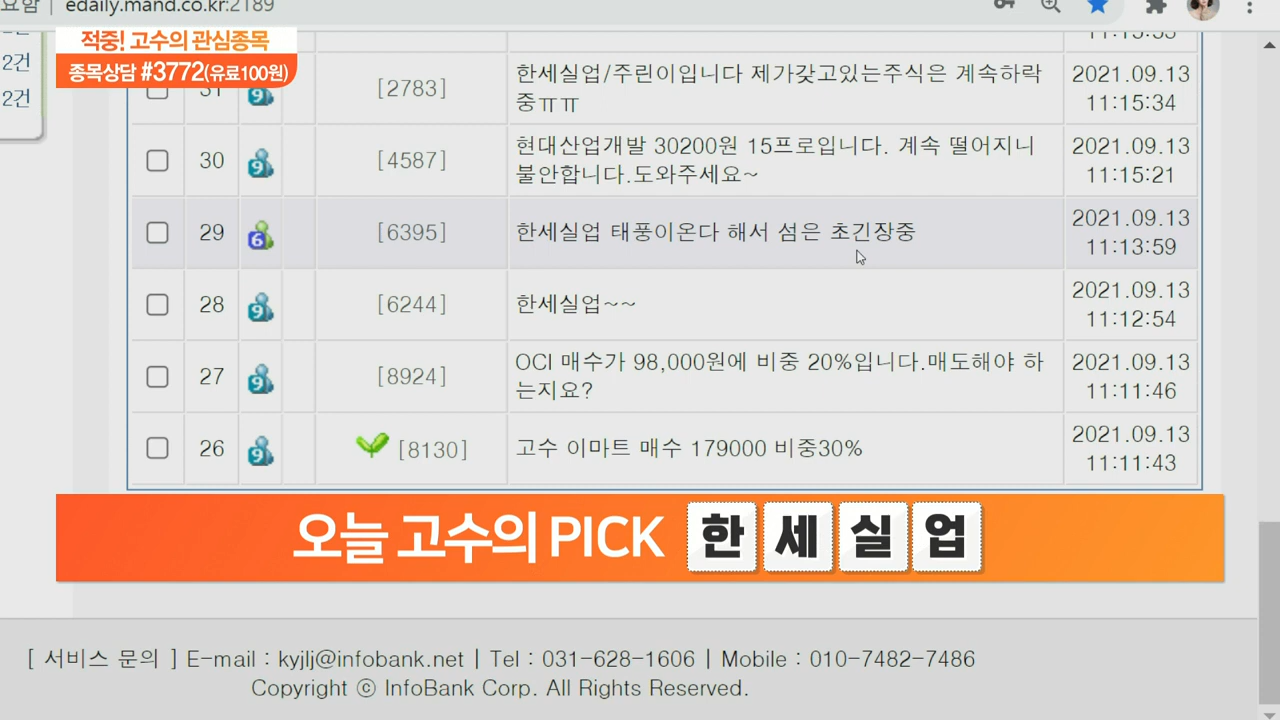 요함 | edaily.mand.co.kr:2189
적중! 고수의 관심종목
종목상담 #3772(유료100원)
2건
2건
31 [2783] 한세실업/주린이입니다 제가갖고있는주식은 계속하락 2021.09.13
중ㅠㅠ 11:15:34
30 [4587] 현대산업개발 30200원 15프로입니다. 계속 떨어지니 2021.09.13
불안합니다.도와주세요~ 11:15:21
29 [6395] 한세실업 태풍이온다 해서 섬은 초긴장중 2021.09.13
11:13:59
28 [6244] 한세실업~~ 2021.09.13
11:12:54
27 [8924] OCI 매수가 98,000원에 비중 20%입니다.매도해야 하 2021.09.13
는지요? 11:11:46
26 [8130] 고수 이마트 매수 179000 비중30% 2021.09.13
11:11:43
오늘 고수의 PICK 한세실업
[ 서비스 문의 ] E-mail : kyjlj@infobank.net | Tel : 031-628-1606 | Mobile : 010-7482-7486
Copyright ⓒ InfoBank Corp. All Rights Reserved.